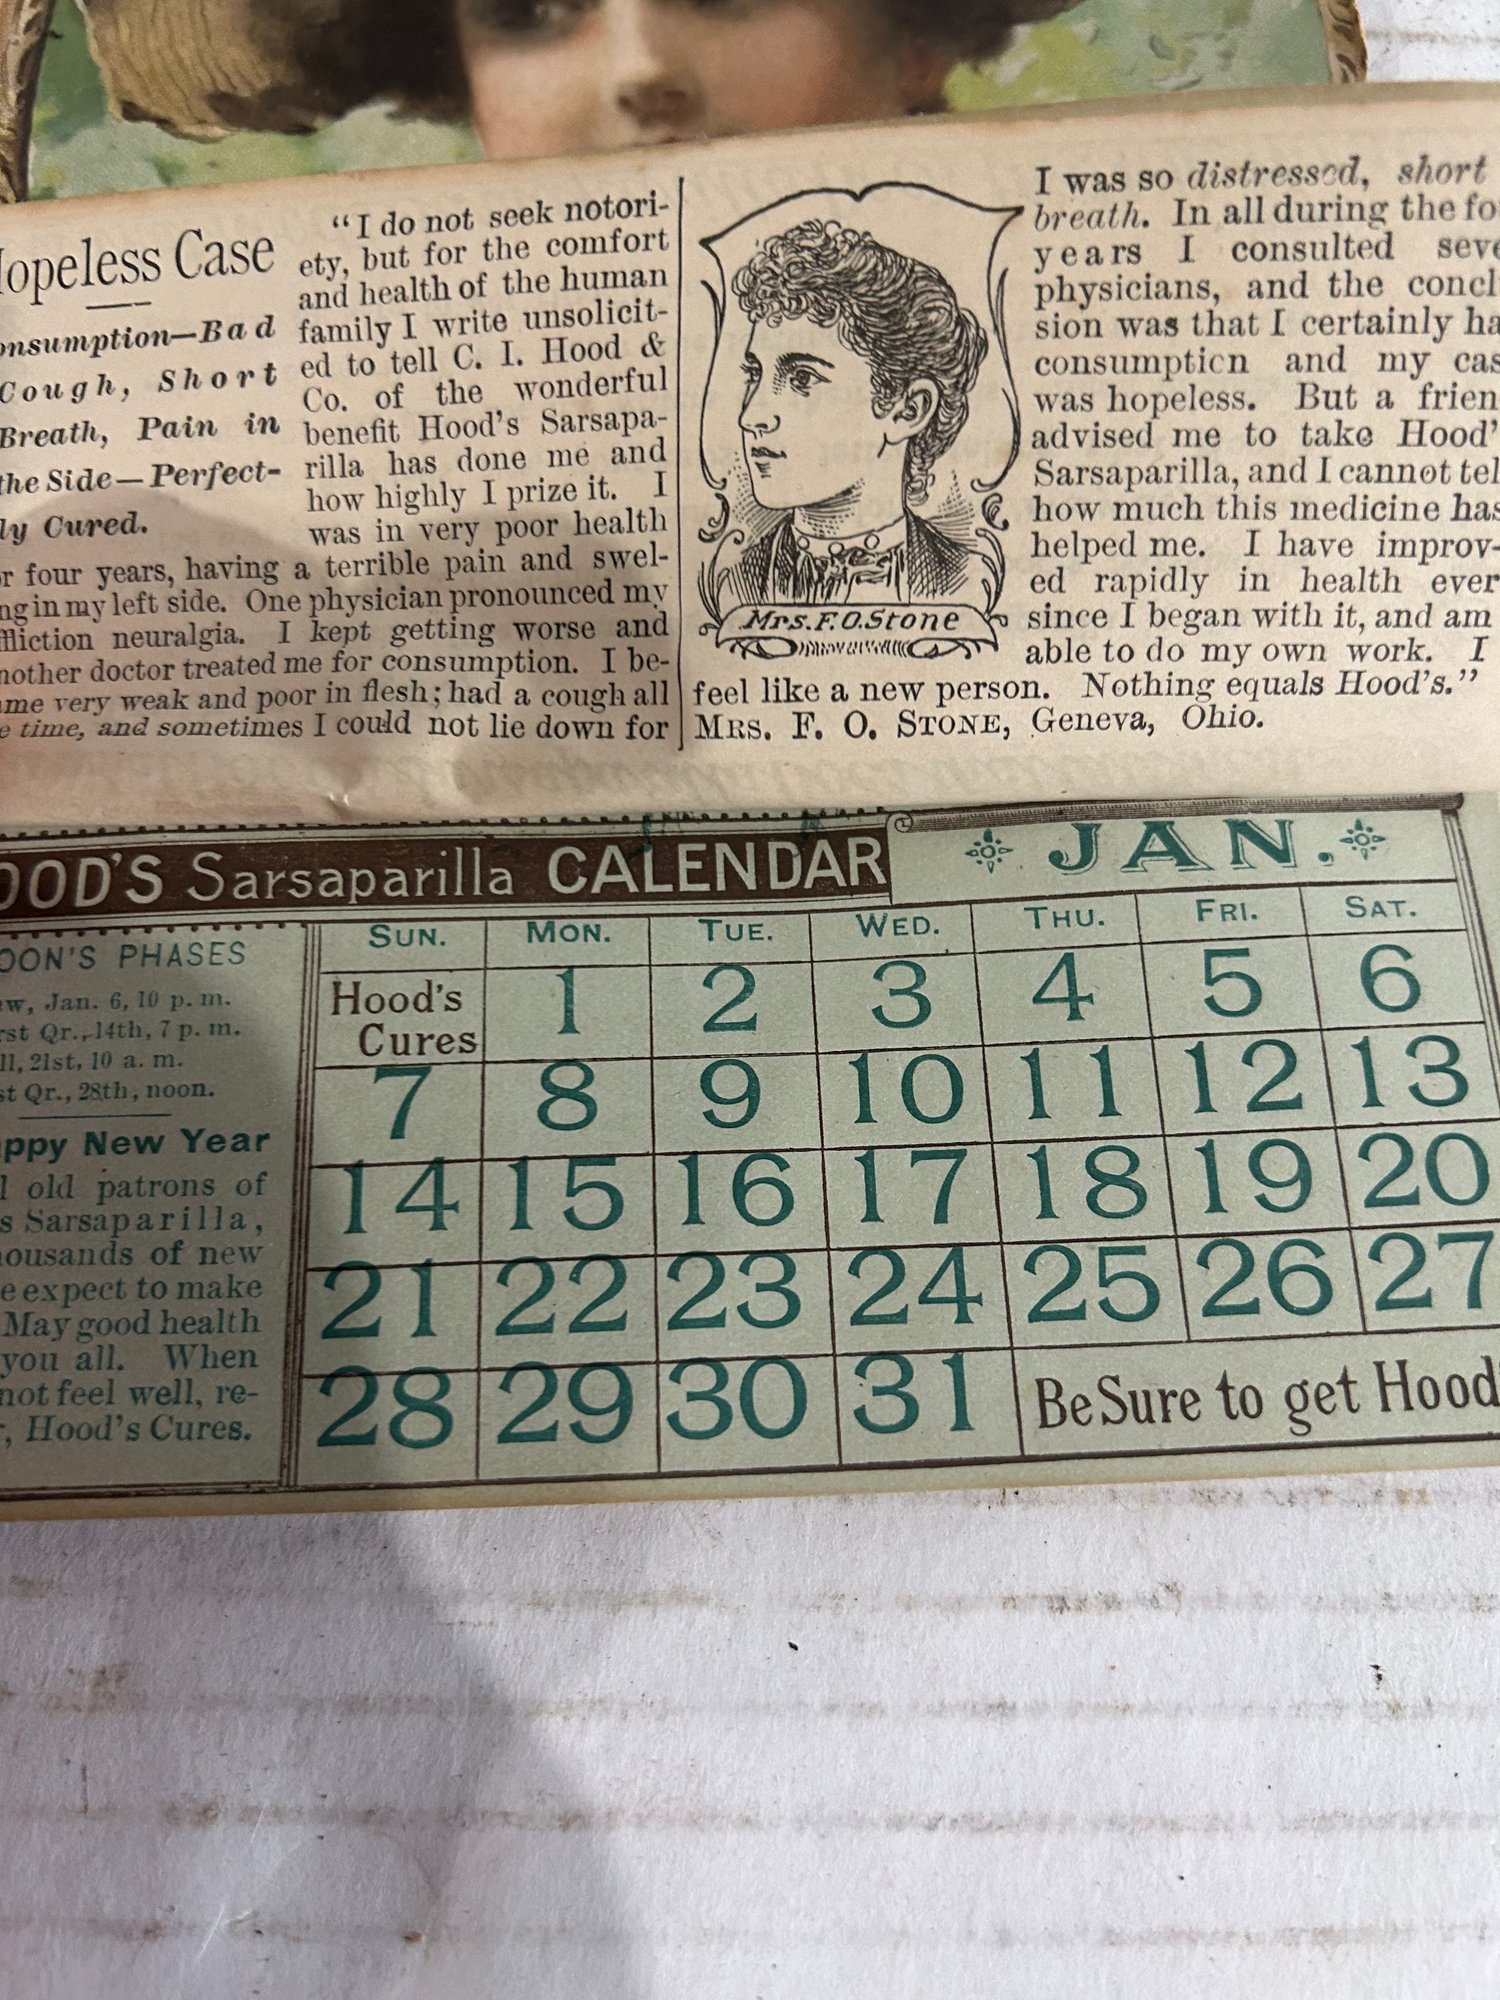 Hopeless Case
Consumption—Bad
Cough, Short
Breath, Pain in
the Side—Perfect-
ly Cured.
"I do not seek notori-
ety, but for the comfort
and health of the human
family I write unsolicit-
ed to tell C. I. Hood &
Co. of the wonderful
benefit Hood's Sarsapa-
rilla has done me and
how highly I prize it. I
was in very poor health
four years, having a terrible pain and swel-
in my left side. One physician pronounced my
neuralgia. I kept getting worse and
doctor treated me for consumption. I be-
very weak and poor in flesh; had a cough all
time, and sometimes I could not lie down for
Mrs. F. O. Stone
I was so distressed, short
breath. In all during the
years I consulted
physicians, and the
sion was that I certainly
consumption and my
was hopeless. But a
advised me to take Hood'
Sarsaparilla, and I cannot tel
how much this medicine has
helped me. I have improv-
ed rapidly in health ever
since I began with it, and am
able to do my own work. I
feel like a new person. Nothing equals Hood's."
MRS. F. O. STONE, Geneva, Ohio.
OOD'S Sarsaparilla CALENDAR
JAN.
OON'S PHASES
Jan. 6, 10 p. m.
Qr., 14th, 7 p. m.
21st, 10 a. m.
Qr., 28th, noon.
ppy New Year
old patrons of
Sarsaparilla,
of new
expect to make
May good health
you all. When
not feel well, re-
Hood's Cures.
SUN. MON. TUE. WED. THU. FRI. SAT.
Hood's Cures 1 2 3 4 5 6
7 8 9 10 11 12 13
14 15 16 17 18 19 20
21 22 23 24 25 26 27
28 29 30 31 Be Sure to get Hood